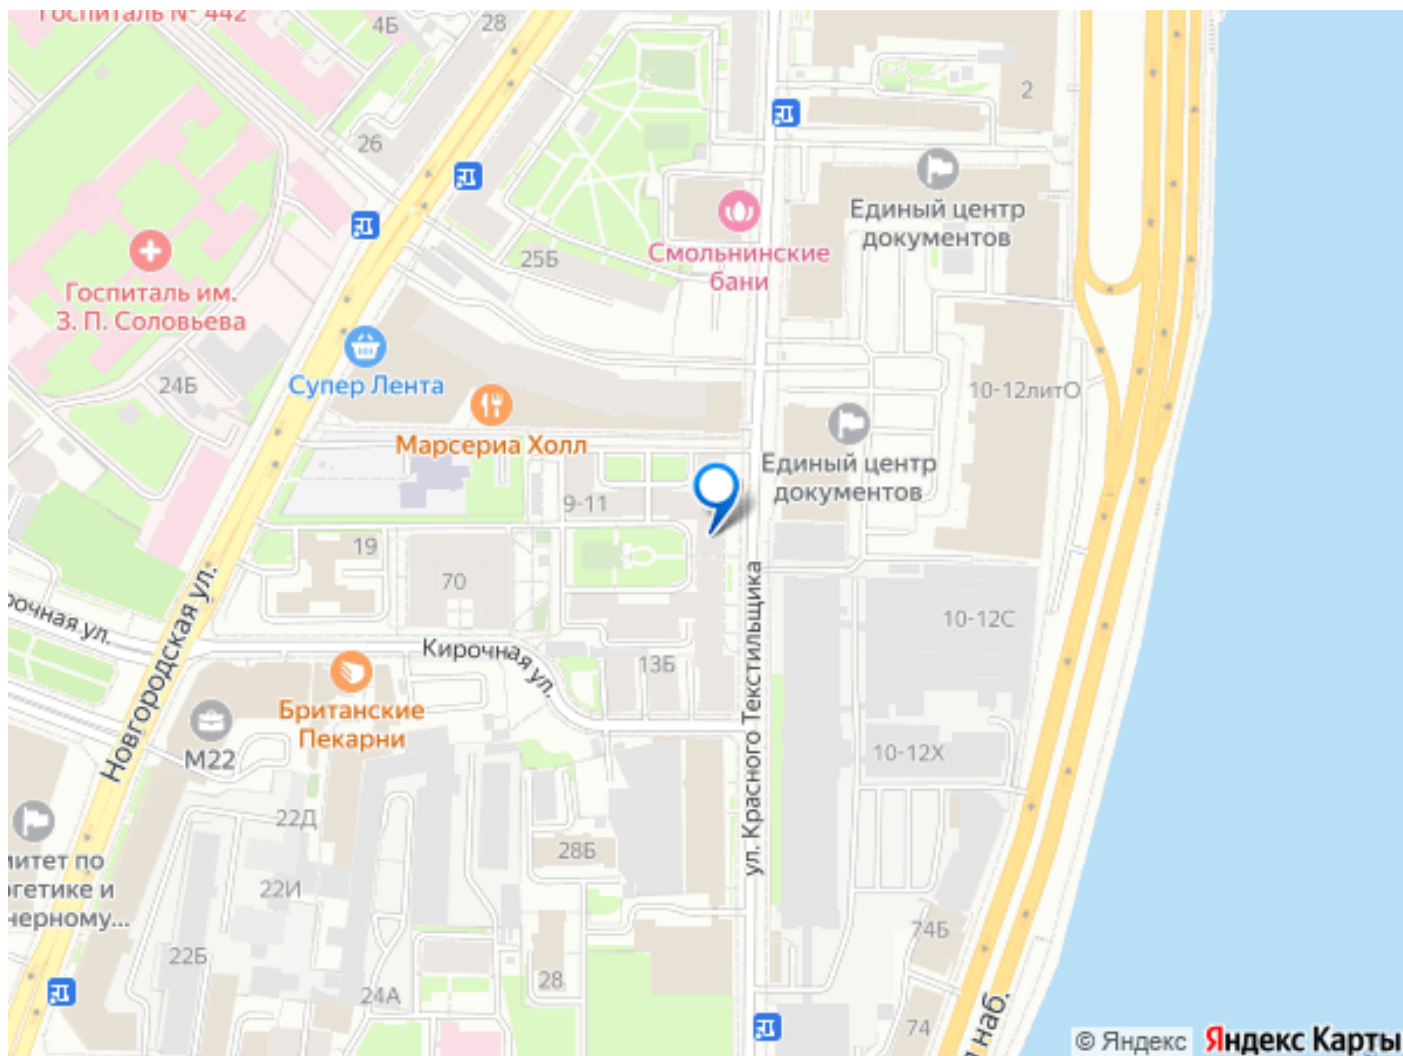 Госпиталь № 442
4Б
28
2
26
Единый центр
документов
Смольнинские
бани
25Б
Госпиталь им.
З. П. Соловьева
24Б
Супер Лента
10-12литО
Марсериа Холл
Единый центр
документов
9-11
19
70
Новгородская ул.
10-12С
Кирочная ул.
13Б
ул. Красного Текстильщика
Британские
Пекарни
М22
10-12Х
22Д
28Б
22И
74Б
22Б
28
24А
74
наб.
© Яндекс Яндекс Карты